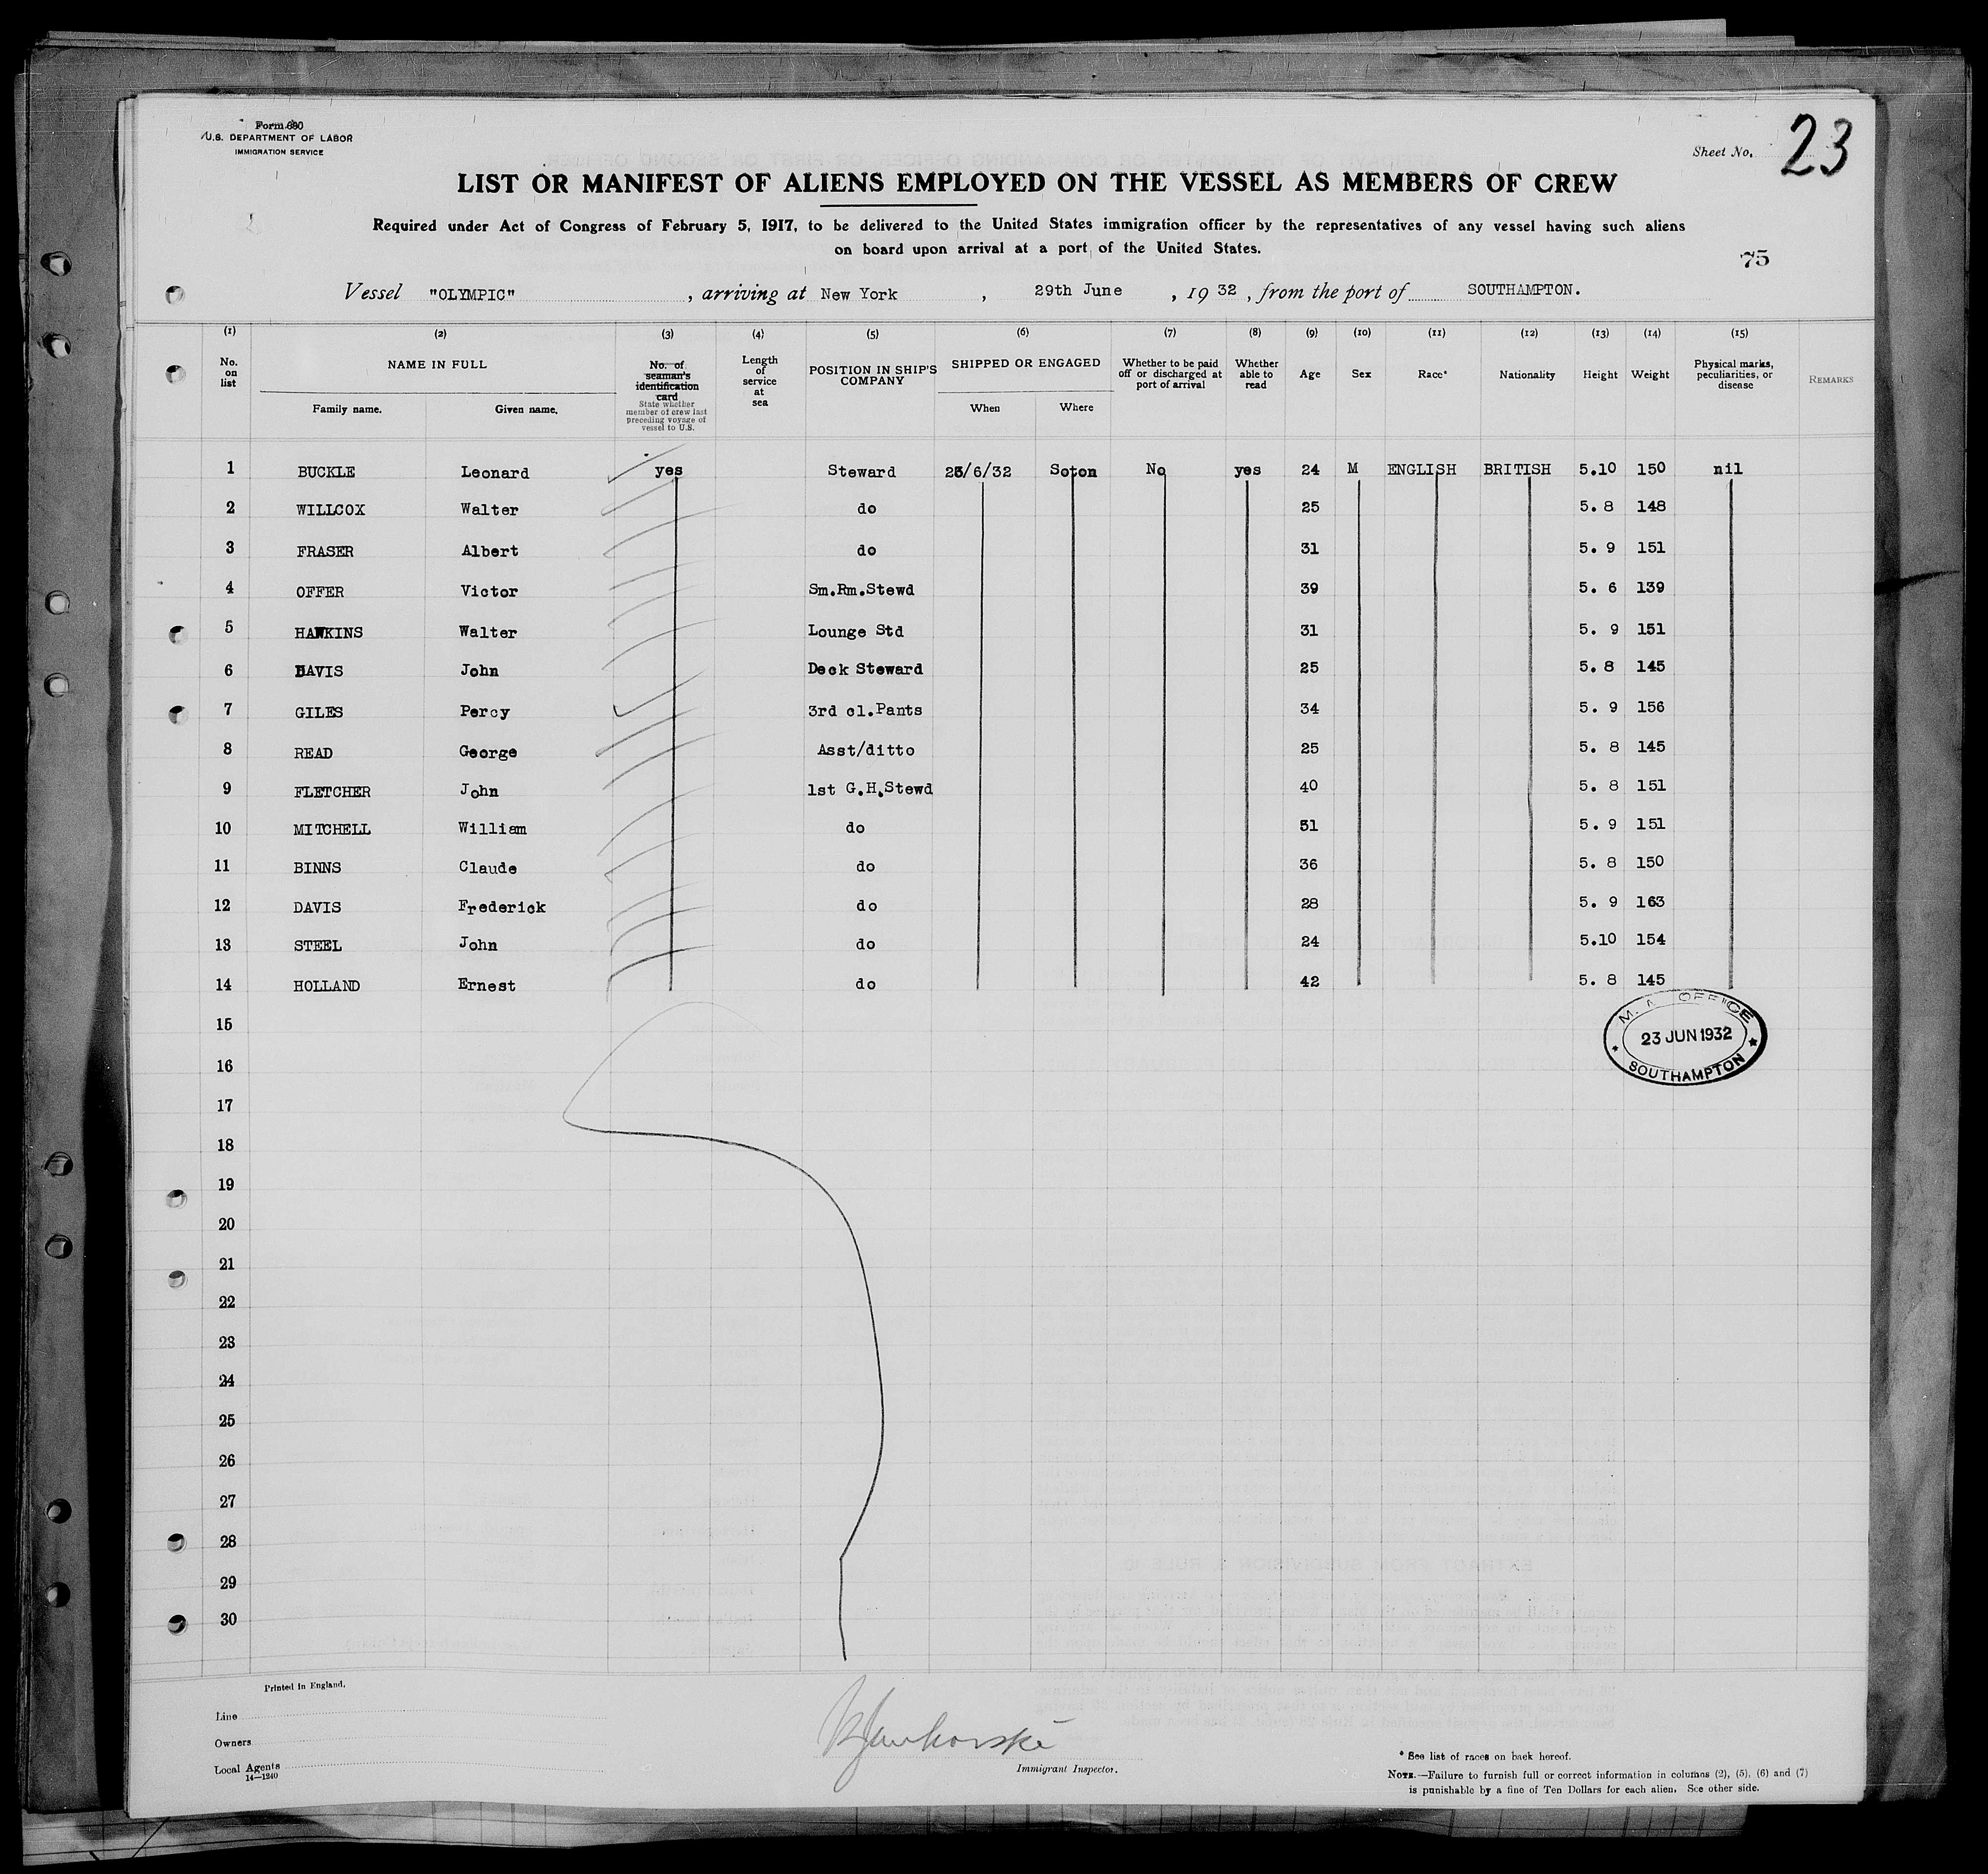 Form 680
U.S. DEPARTMENT OF LABOR
IMMIGRATION SERVICE
Sheet No. 23
LIST OR MANIFEST OF ALIENS EMPLOYED ON THE VESSEL AS MEMBERS OF CREW
Required under Act of Congress of February 5, 1917, to be delivered to the United States immigration officer by the representatives of any vessel having such aliens
on board upon arrival at a port of the United States.
75
Vessel "OLYMPIC", arriving at New York, 29th June, 1932, from the port of SOUTHAMPTON.
(1) (2) (3) (4) (5) (6) (7) (8) (9) (10) (11) (12) (13) (14) (15)
No. on list NAME IN FULL Family name. Given name. No. of seaman's identification card State whether member of crew last preceding voyage of vessel to U.S. Length of service at sea POSITION IN SHIP'S COMPANY SHIPPED OR ENGAGED When Where Whether to be paid off or discharged at port of arrival Whether able to read Age Sex Race* Nationality Height Weight Physical marks, peculiarities, or disease REMARKS
1 BUCKLE Leonard yes Steward /6/32 Soton No yes 24 M ENGLISH BRITISH 5.10 150 nil
2 WILLCOX Walter do 25 5. 8 148
3 FRASER Albert do 31 5. 9 151
4 OFFER Victor Sm.Rm.Stewd 39 5. 6 139
5 HAWKINS Walter Lounge Std 31 5. 9 151
6 DAVIS John Deck Steward 25 5. 8 145
7 GILES Percy 3rd cl.Pants 34 5. 9 156
8 READ George Asst/ditto 25 5. 8 145
9 FLETCHER John 1st G.H.Stewd 40 5. 8 151
10 MITCHELL William do 5. 9 151
11 BINNS Claude do 36 5. 8 150
12 DAVIS Frederick do 28 5. 9 163
13 STEEL John do 24 5.10 154
14 HOLLAND Ernest do 42 5. 8 145
OFFICE
23 JUN 1932
SOUTHAMPTON
15
16
17
18
19
20
21
22
23
24
25
26
27
28
29
30
Printed in England.
Line
Owners
Local Agents
14—1240
Immigrant Inspector.
* See list of races on back hereof.
NOTE.—Failure to furnish full or correct information in columns (2), (5), (6) and (7)
is punishable by a fine of Ten Dollars for each alien. See other side.